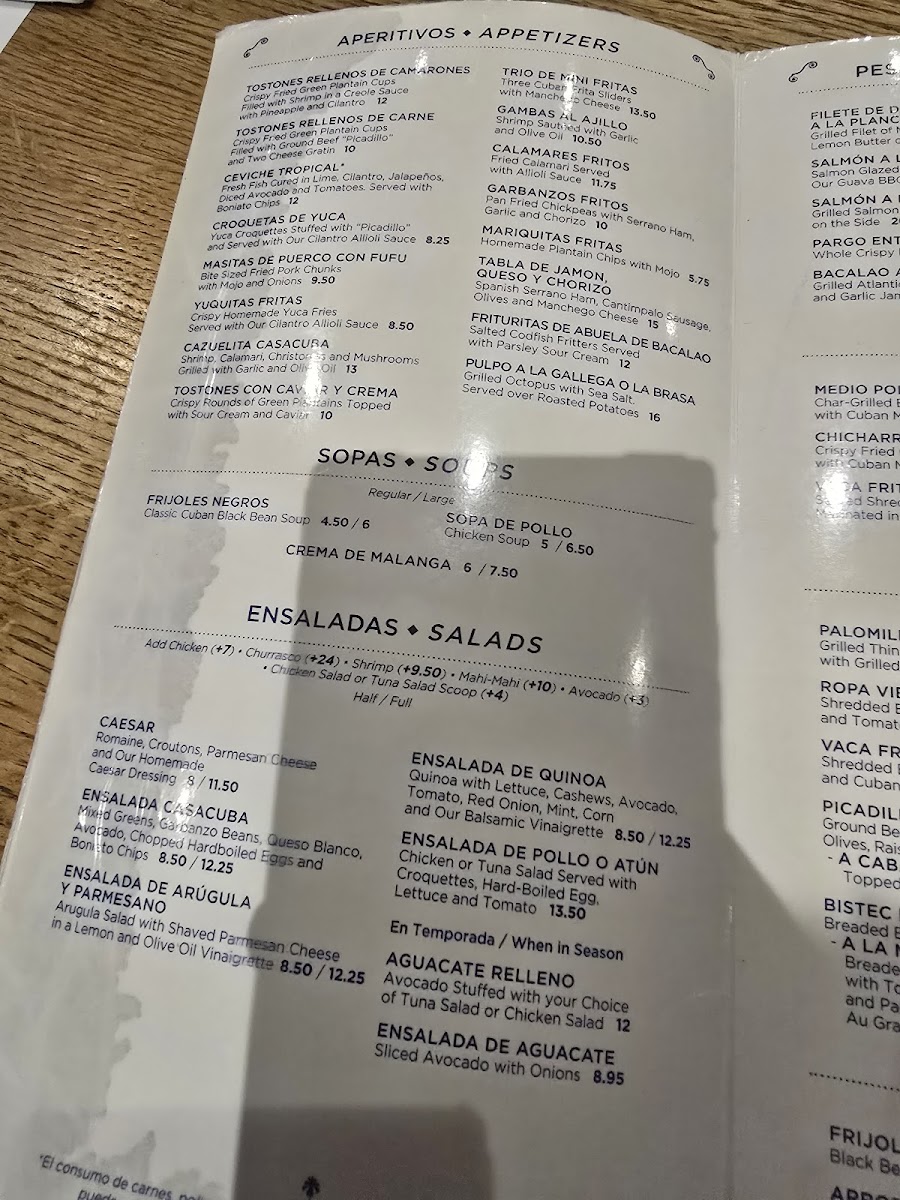 APERITIVOS • APPETIZERS
TOSTONES RELLENOS DE CAMARONES
Crispy Fried Green Plantain Cups
Filled with Shrimp in a Creole Sauce
with Pineapple and Cilantro 12
TOSTONES RELLENOS DE CARNE
Crispy Fried Green Plantain Cups
Filled with Ground Beef "Picadillo"
and Two Cheese Gratin 10
CEVICHE TROPICAL*
Fresh Fish Cured in Lime, Cilantro, Jalapeños,
Diced Avocado and Tomatoes. Served with
Boniato Chips 12
CROQUETAS DE YUCA
Yuca Croquettes Stuffed with "Picadillo"
and Served with Our Cilantro Allioli Sauce 8.25
MASITAS DE PUERCO CON FUFU
Bite Sized Fried Pork Chunks
with Mojo and Onions 9.50
YUQUITAS FRITAS
Crispy Homemade Yuca Fries
Served with Our Cilantro Allioli Sauce 8.50
CAZUELITA CASACUBA
Shrimp, Calamari, Christones and Mushrooms
Grilled with Garlic and Olive Oil 13
TOSTONES CON CAVIAR Y CREMA
Crispy Rounds of Green Plantains Topped
with Sour Cream and Caviar 10
TRIO DE MINI FRITAS
Three Cuban Frita Sliders
with Manchego Cheese 13.50
GAMBAS AL AJILLO
Shrimp Sautéed with Garlic
and Olive Oil 10.50
CALAMARES FRITOS
Fried Calamari Served
with Allioli Sauce 11.75
GARBANZOS FRITOS
Pan Fried Chickpeas with Serrano Ham,
Garlic and Chorizo 10
MARIQUITAS FRITAS
Homemade Plantain Chips with Mojo 5.75
TABLA DE JAMON,
QUESO Y CHORIZO
Spanish Serrano Ham, Cantimpalo Sausage,
Olives and Manchego Cheese 15
FRITURITAS DE ABUELA DE BACALAO
Salted Codfish Fritters Served
with Parsley Sour Cream 12
PULPO A LA GALLEGA O LA BRASA
Grilled Octopus with Sea Salt.
Served over Roasted Potatoes 16
SOPAS • SOUPS
Regular / Large
FRIJOLES NEGROS
Classic Cuban Black Bean Soup 4.50 / 6
SOPA DE POLLO
Chicken Soup 5 / 6.50
CREMA DE MALANGA 6 / 7.50
ENSALADAS • SALADS
Add Chicken (+7) • Churrasco (+24) • Shrimp (+9.50) • Mahi-Mahi (+10) • Avocado (+3)
• Chicken Salad or Tuna Salad Scoop (+4)
Half / Full
CAESAR
Romaine, Croutons, Parmesan Cheese
and Our Homemade
Caesar Dressing 8 / 11.50
ENSALADA CASACUBA
Mixed Greens, Garbanzo Beans, Queso Blanco,
Avocado, Chopped Hardboiled Eggs and
Boniato Chips 8.50 / 12.25
ENSALADA DE ARÚGULA
Y PARMESANO
Arugula Salad with Shaved Parmesan Cheese
in a Lemon and Olive Oil Vinaigrette 8.50 / 12.25
ENSALADA DE QUINOA
Quinoa with Lettuce, Cashews, Avocado,
Tomato, Red Onion, Mint, Corn
and Our Balsamic Vinaigrette 8.50 / 12.25
ENSALADA DE POLLO O ATÚN
Chicken or Tuna Salad Served with
Croquettes, Hard-Boiled Egg,
Lettuce and Tomato 13.50
En Temporada / When in Season
AGUACATE RELLENO
Avocado Stuffed with your Choice
of Tuna Salad or Chicken Salad 12
ENSALADA DE AGUACATE
Sliced Avocado with Onions 8.95
*El consumo de carnes,
PES
FILETE DE
A LA PLANC
Grilled Filet of
Lemon Butter
SALMÓN A L
Salmon Glazed
Our Guava BBQ
SALMÓN A
Grilled Salmon
on the Side
PARGO ENT
Whole Crispy
BACALAO A
Grilled Atlantic
and Garlic Jam
MEDIO PO
Char-Grilled
with Cuban M
CHICHARR
Crispy Fried
with Cuban
VACA FRIT
Shred
Marinated in
PALOMILL
Grilled Thin
with Grilled
ROPA VIE
Shredded
and Tomat
VACA FR
Shredded
and Cuban
PICADILL
Ground Be
Olives, Rais
- A CAB
Topped
BISTEC
Breaded
- A LA
Breade
with To
and Pa
Au Gra
FRIJOL
Black Be